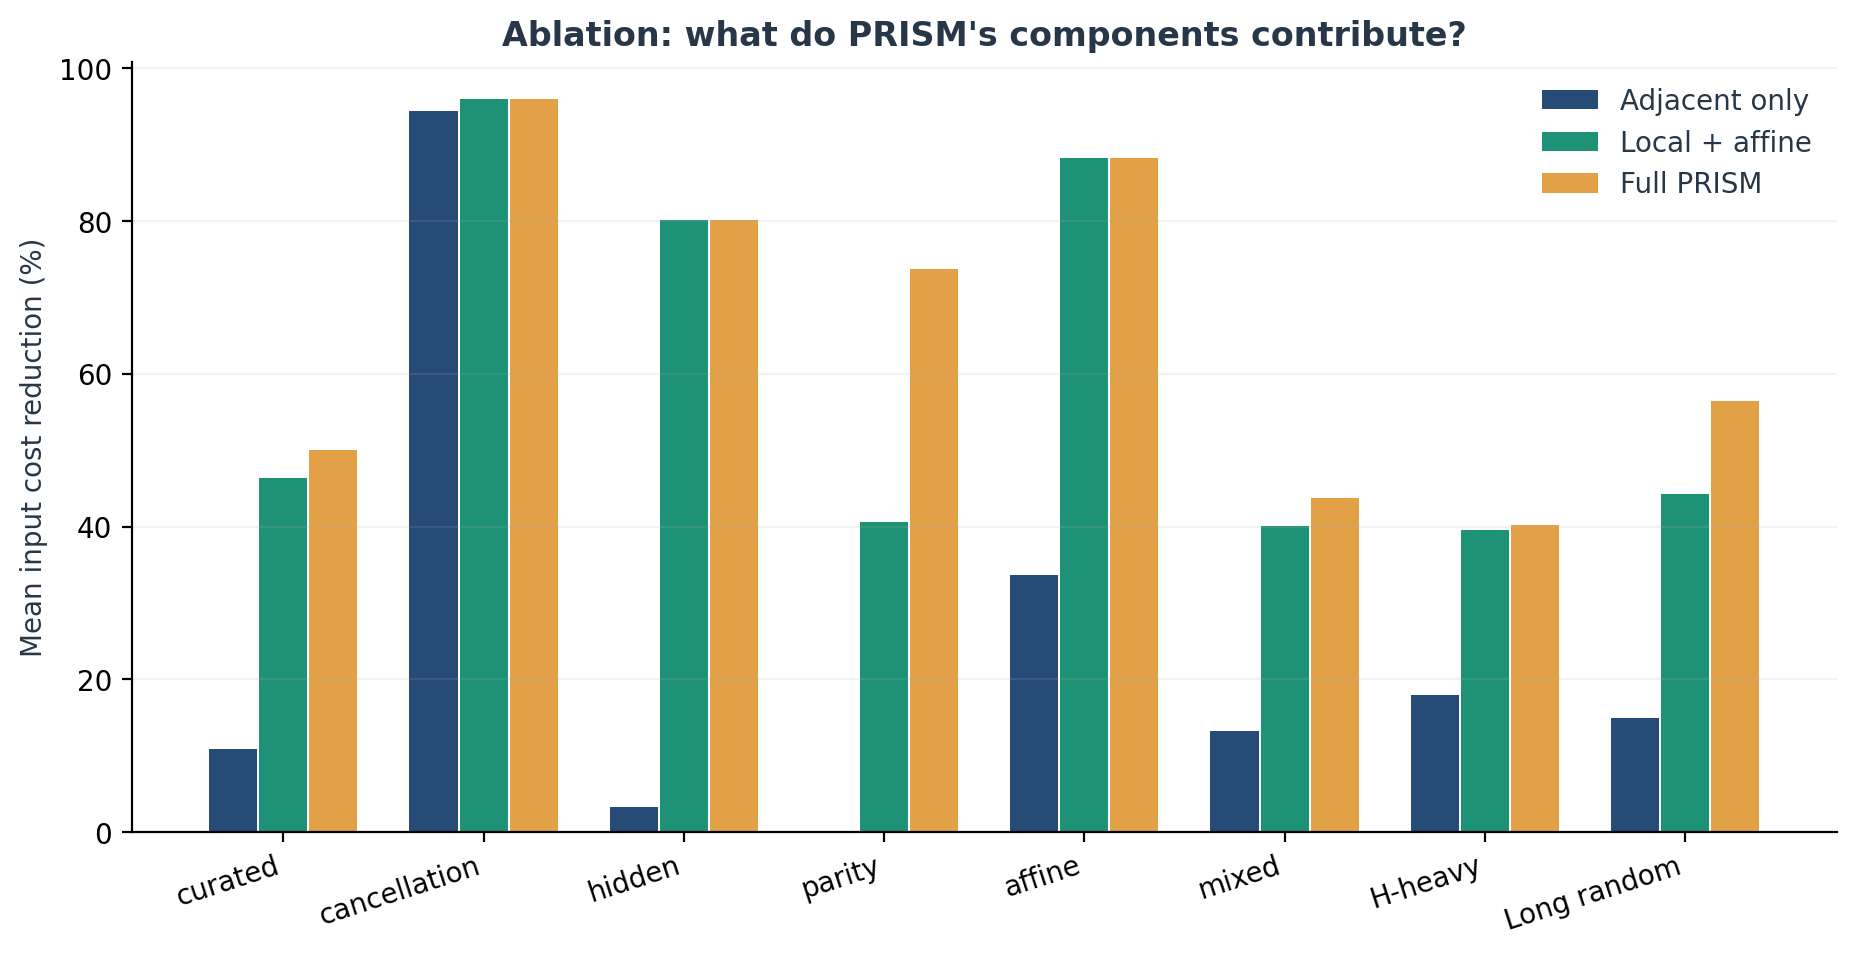 Ablation: what do PRISM's components contribute?
Mean input cost reduction (%)
100
80
60
40
20
0
Adjacent only
Local + affine
Full PRISM
curated
cancellation
hidden
parity
affine
mixed
H-heavy
Long random